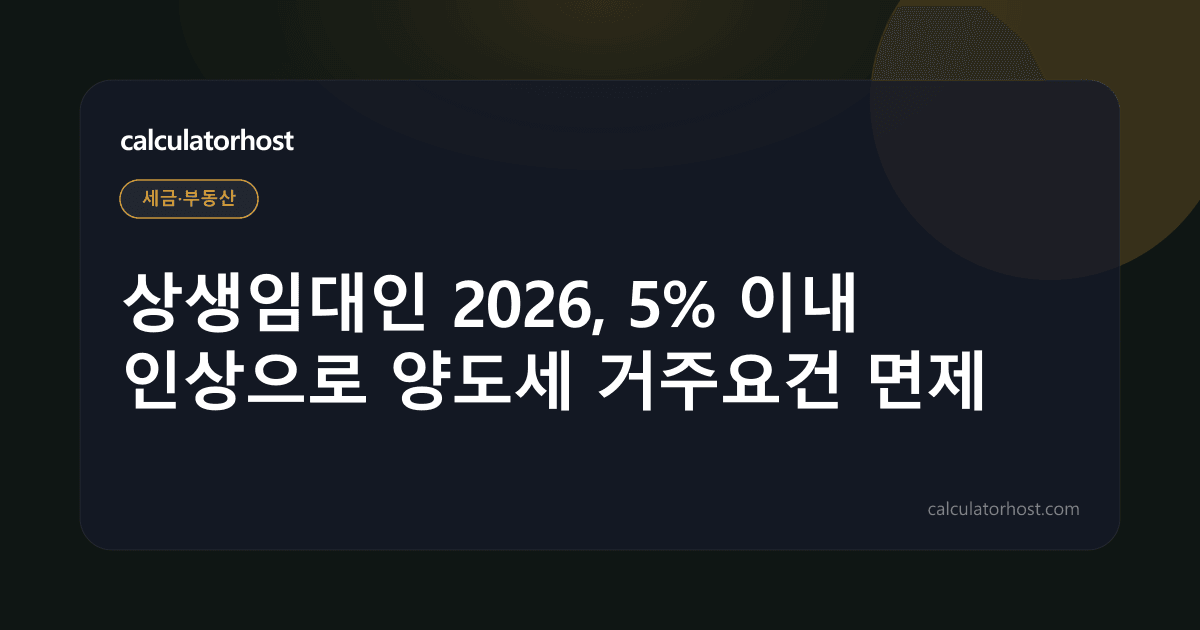 calculatorhost
세금·부동산
상생임대인 2026, 5% 이내
인상으로 양도세 거주요건 면제
calculatorhost.com